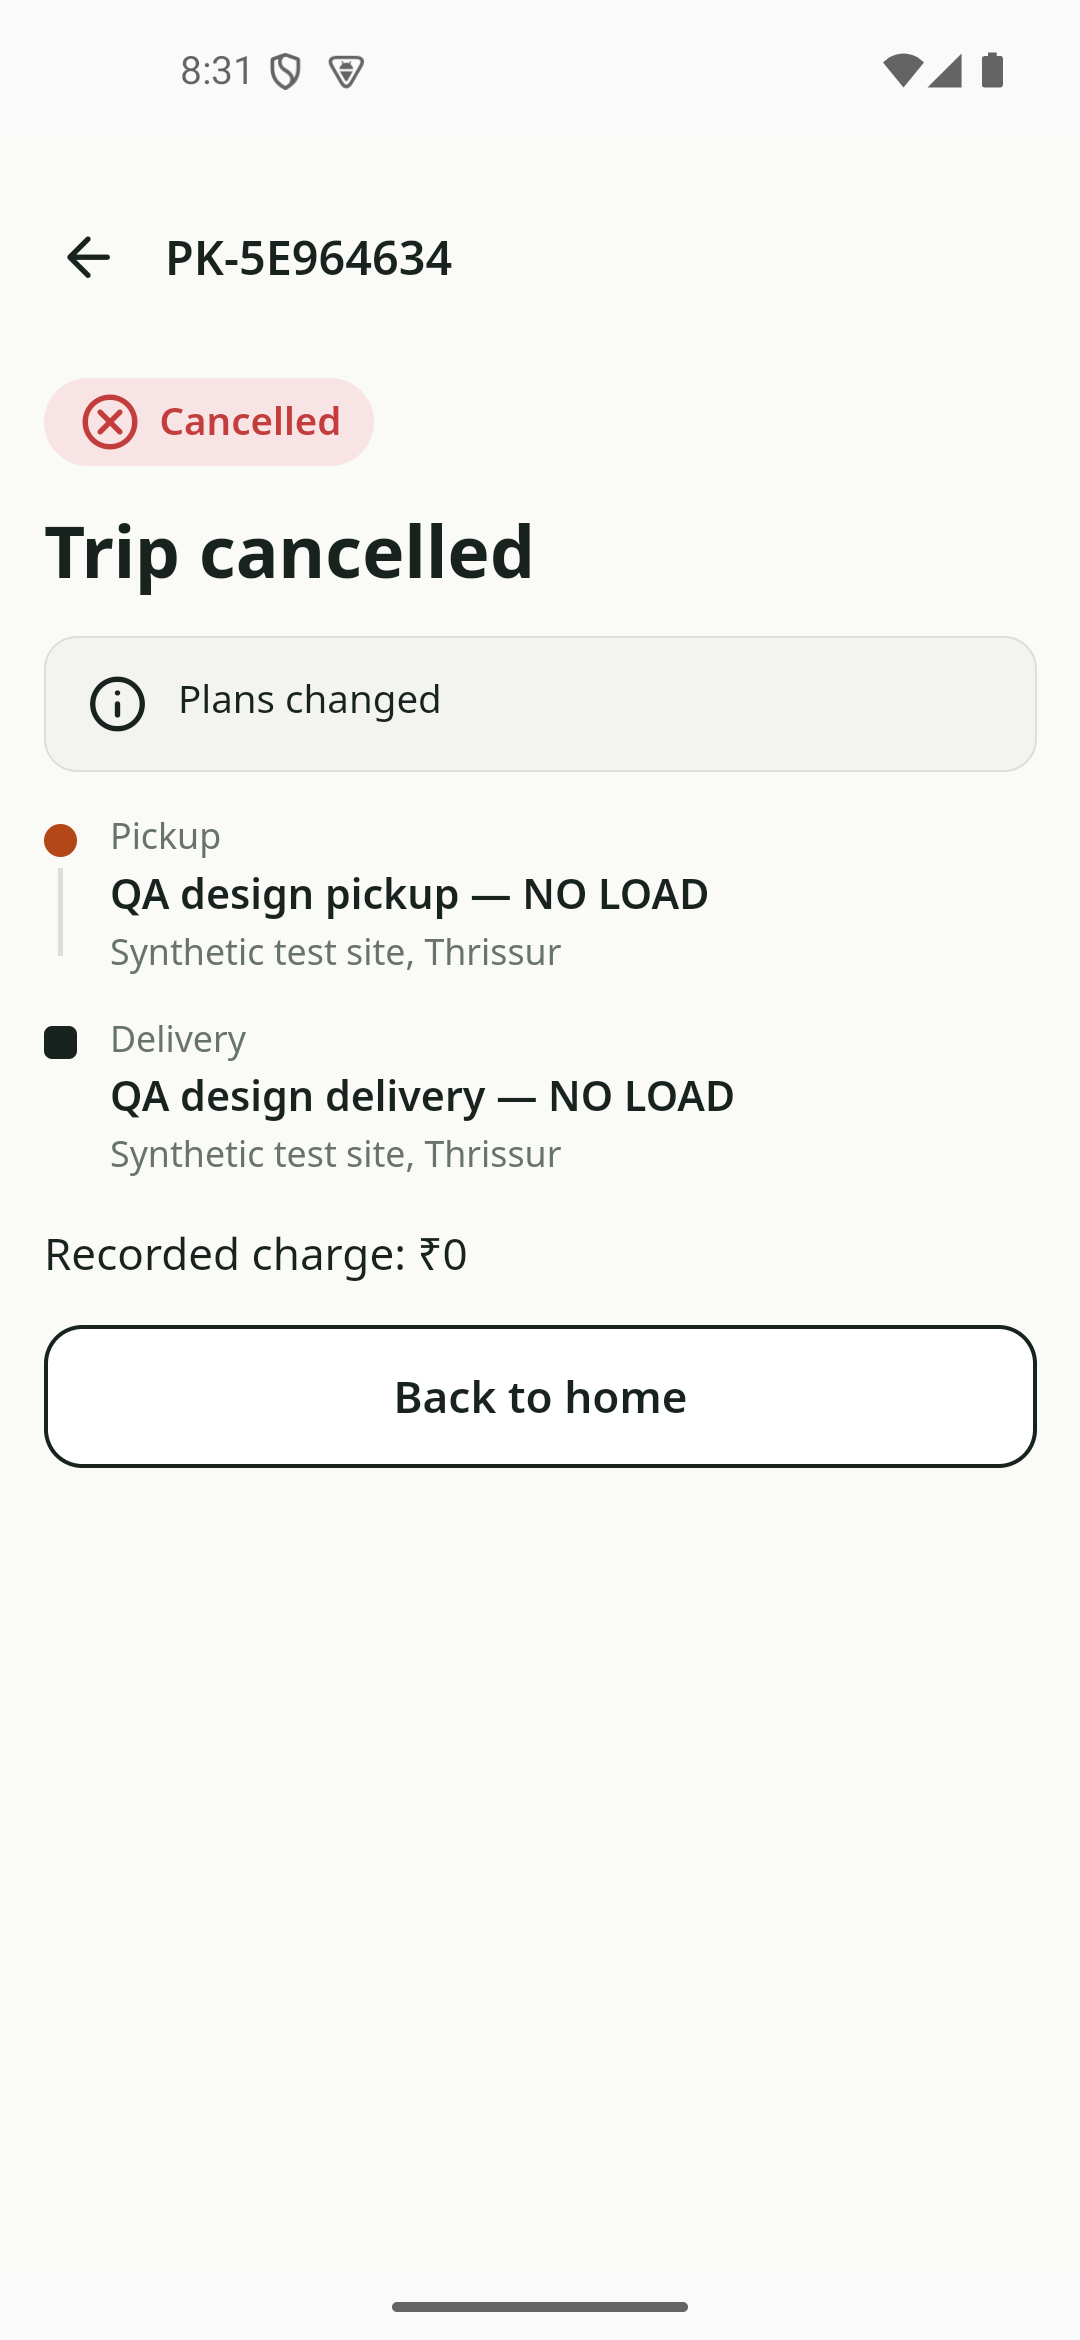 8:31
PK-5E964634
Cancelled
Trip cancelled
Plans changed
Pickup
QA design pickup — NO LOAD
Synthetic test site, Thrissur
Delivery
QA design delivery — NO LOAD
Synthetic test site, Thrissur
Recorded charge: ₹0
Back to home